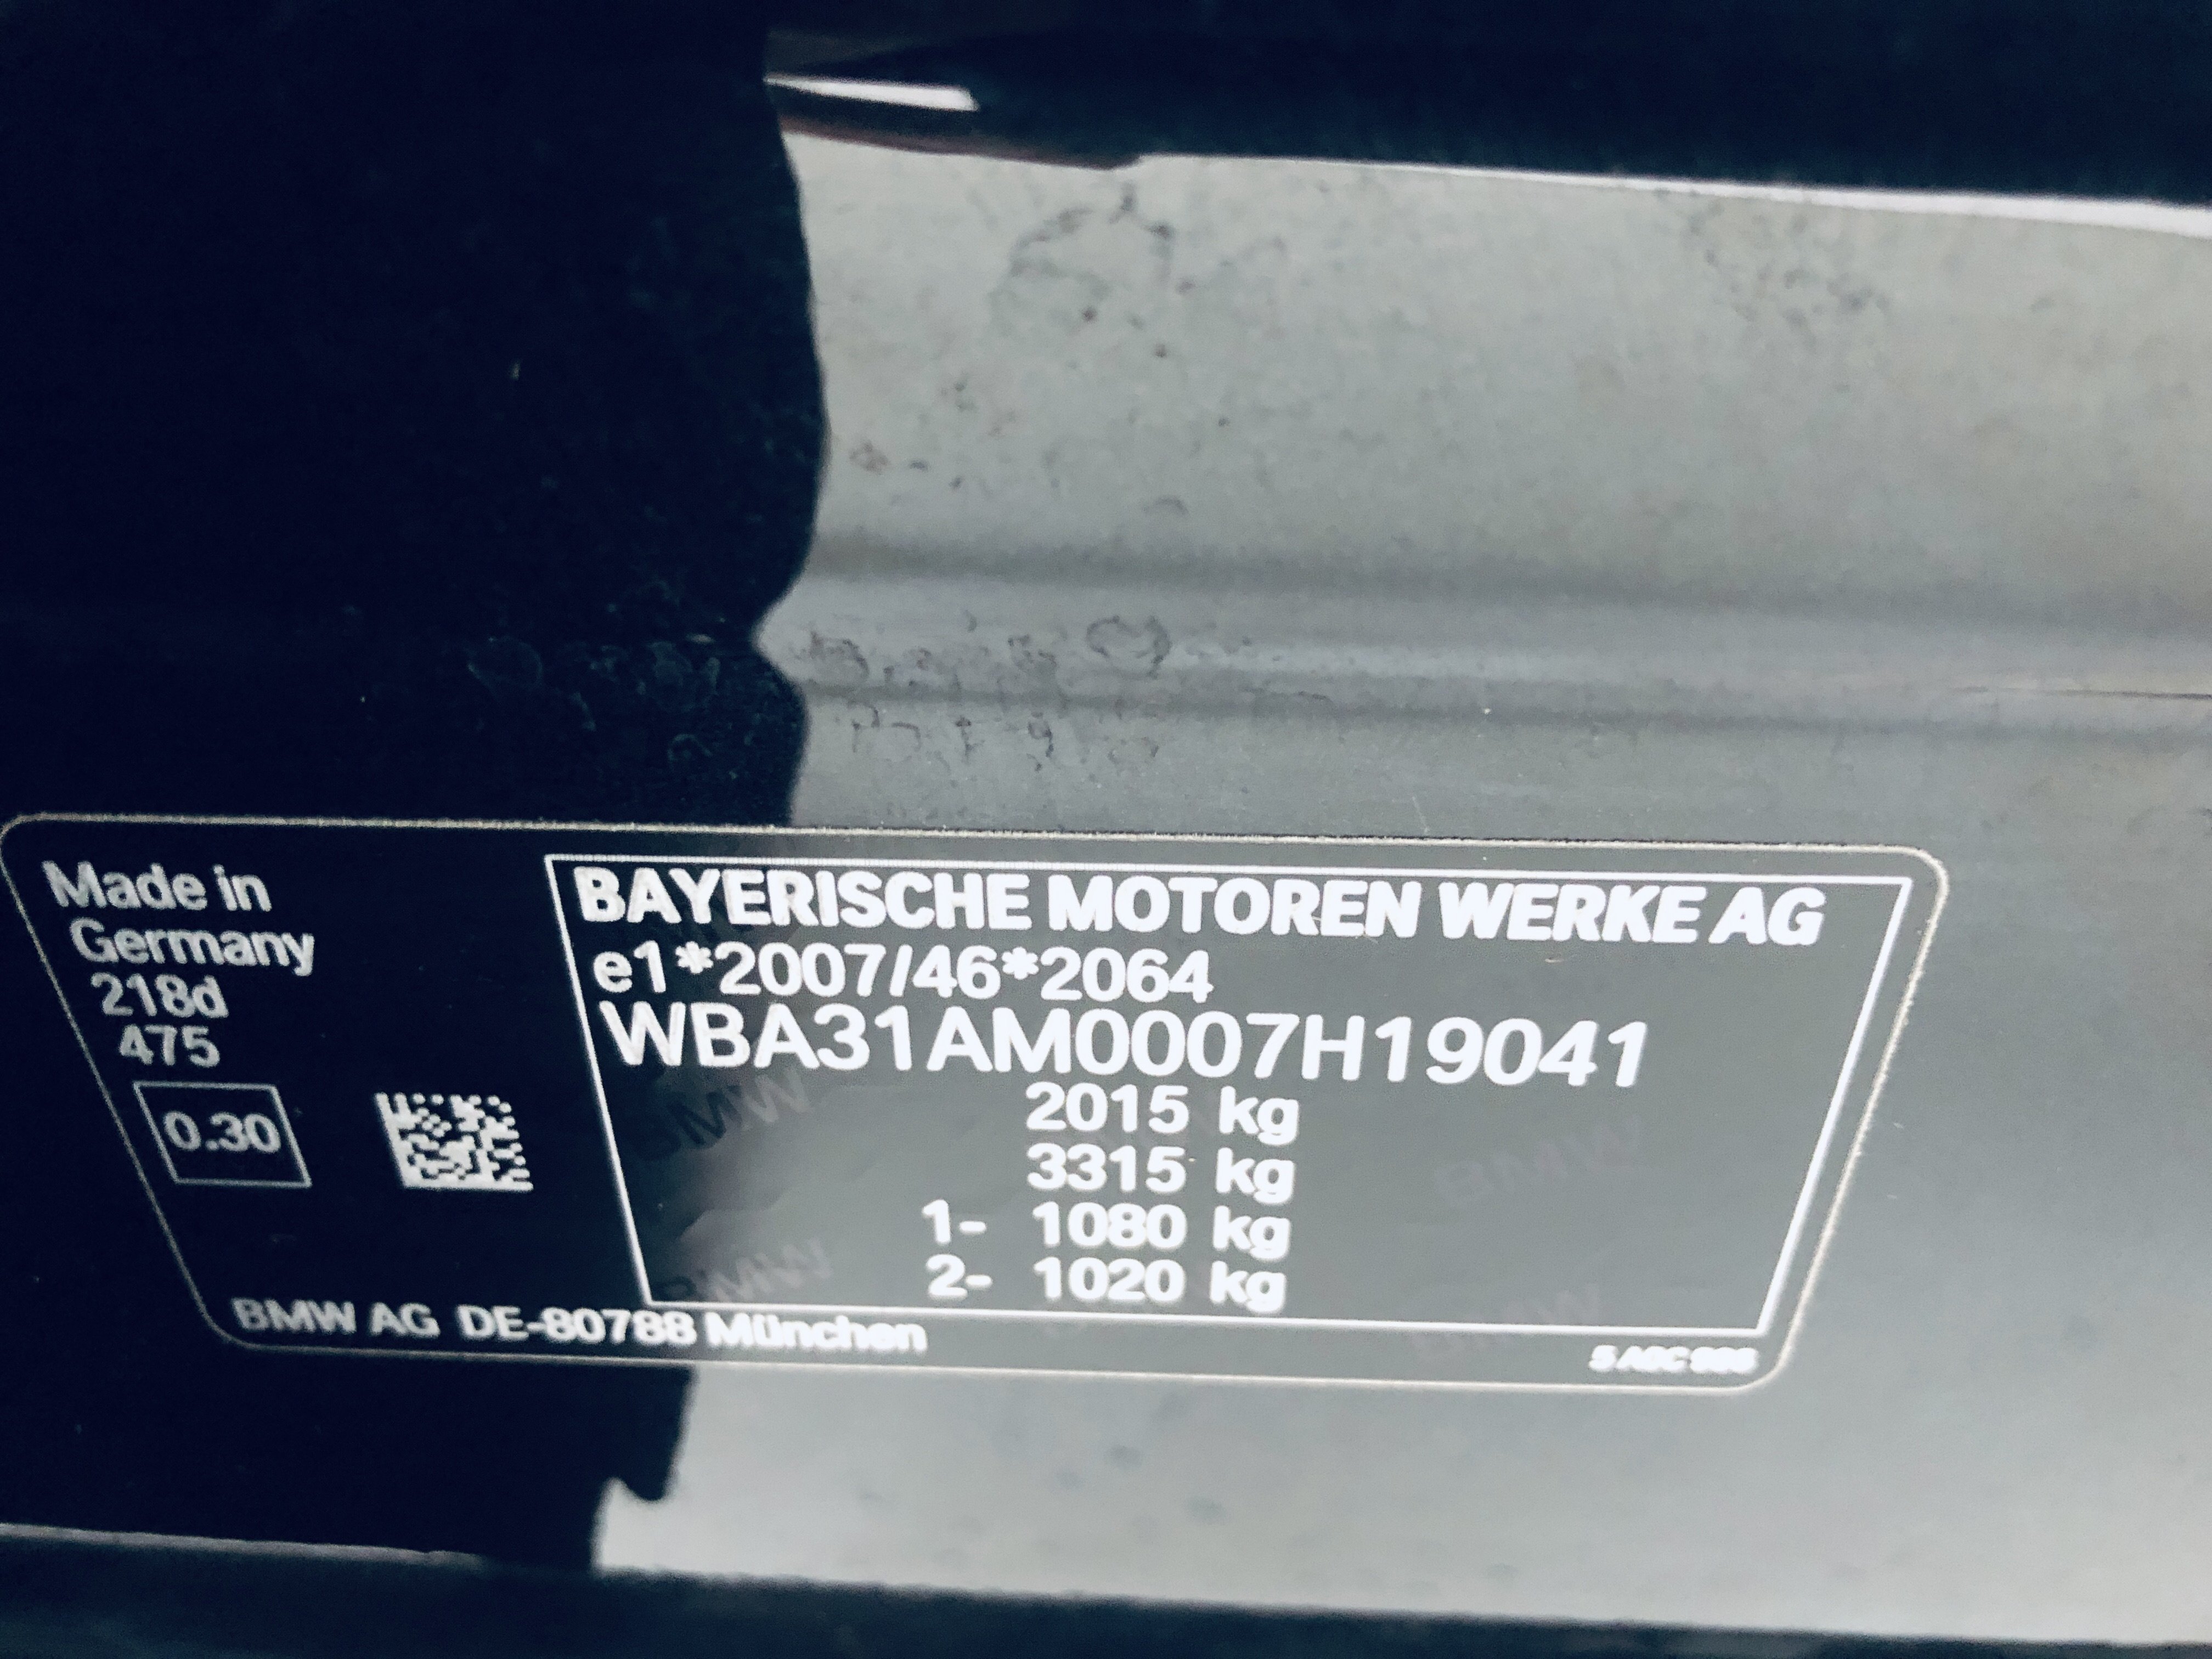 Made in
Germany
218d
475
0.30
BAYERISCHE MOTOREN WERKE AG
e1*2007/46*2064
WBA31AM0007H19041
2015 kg
3315 kg
1- 1080 kg
2- 1020 kg
BMW AG DE-80788 München